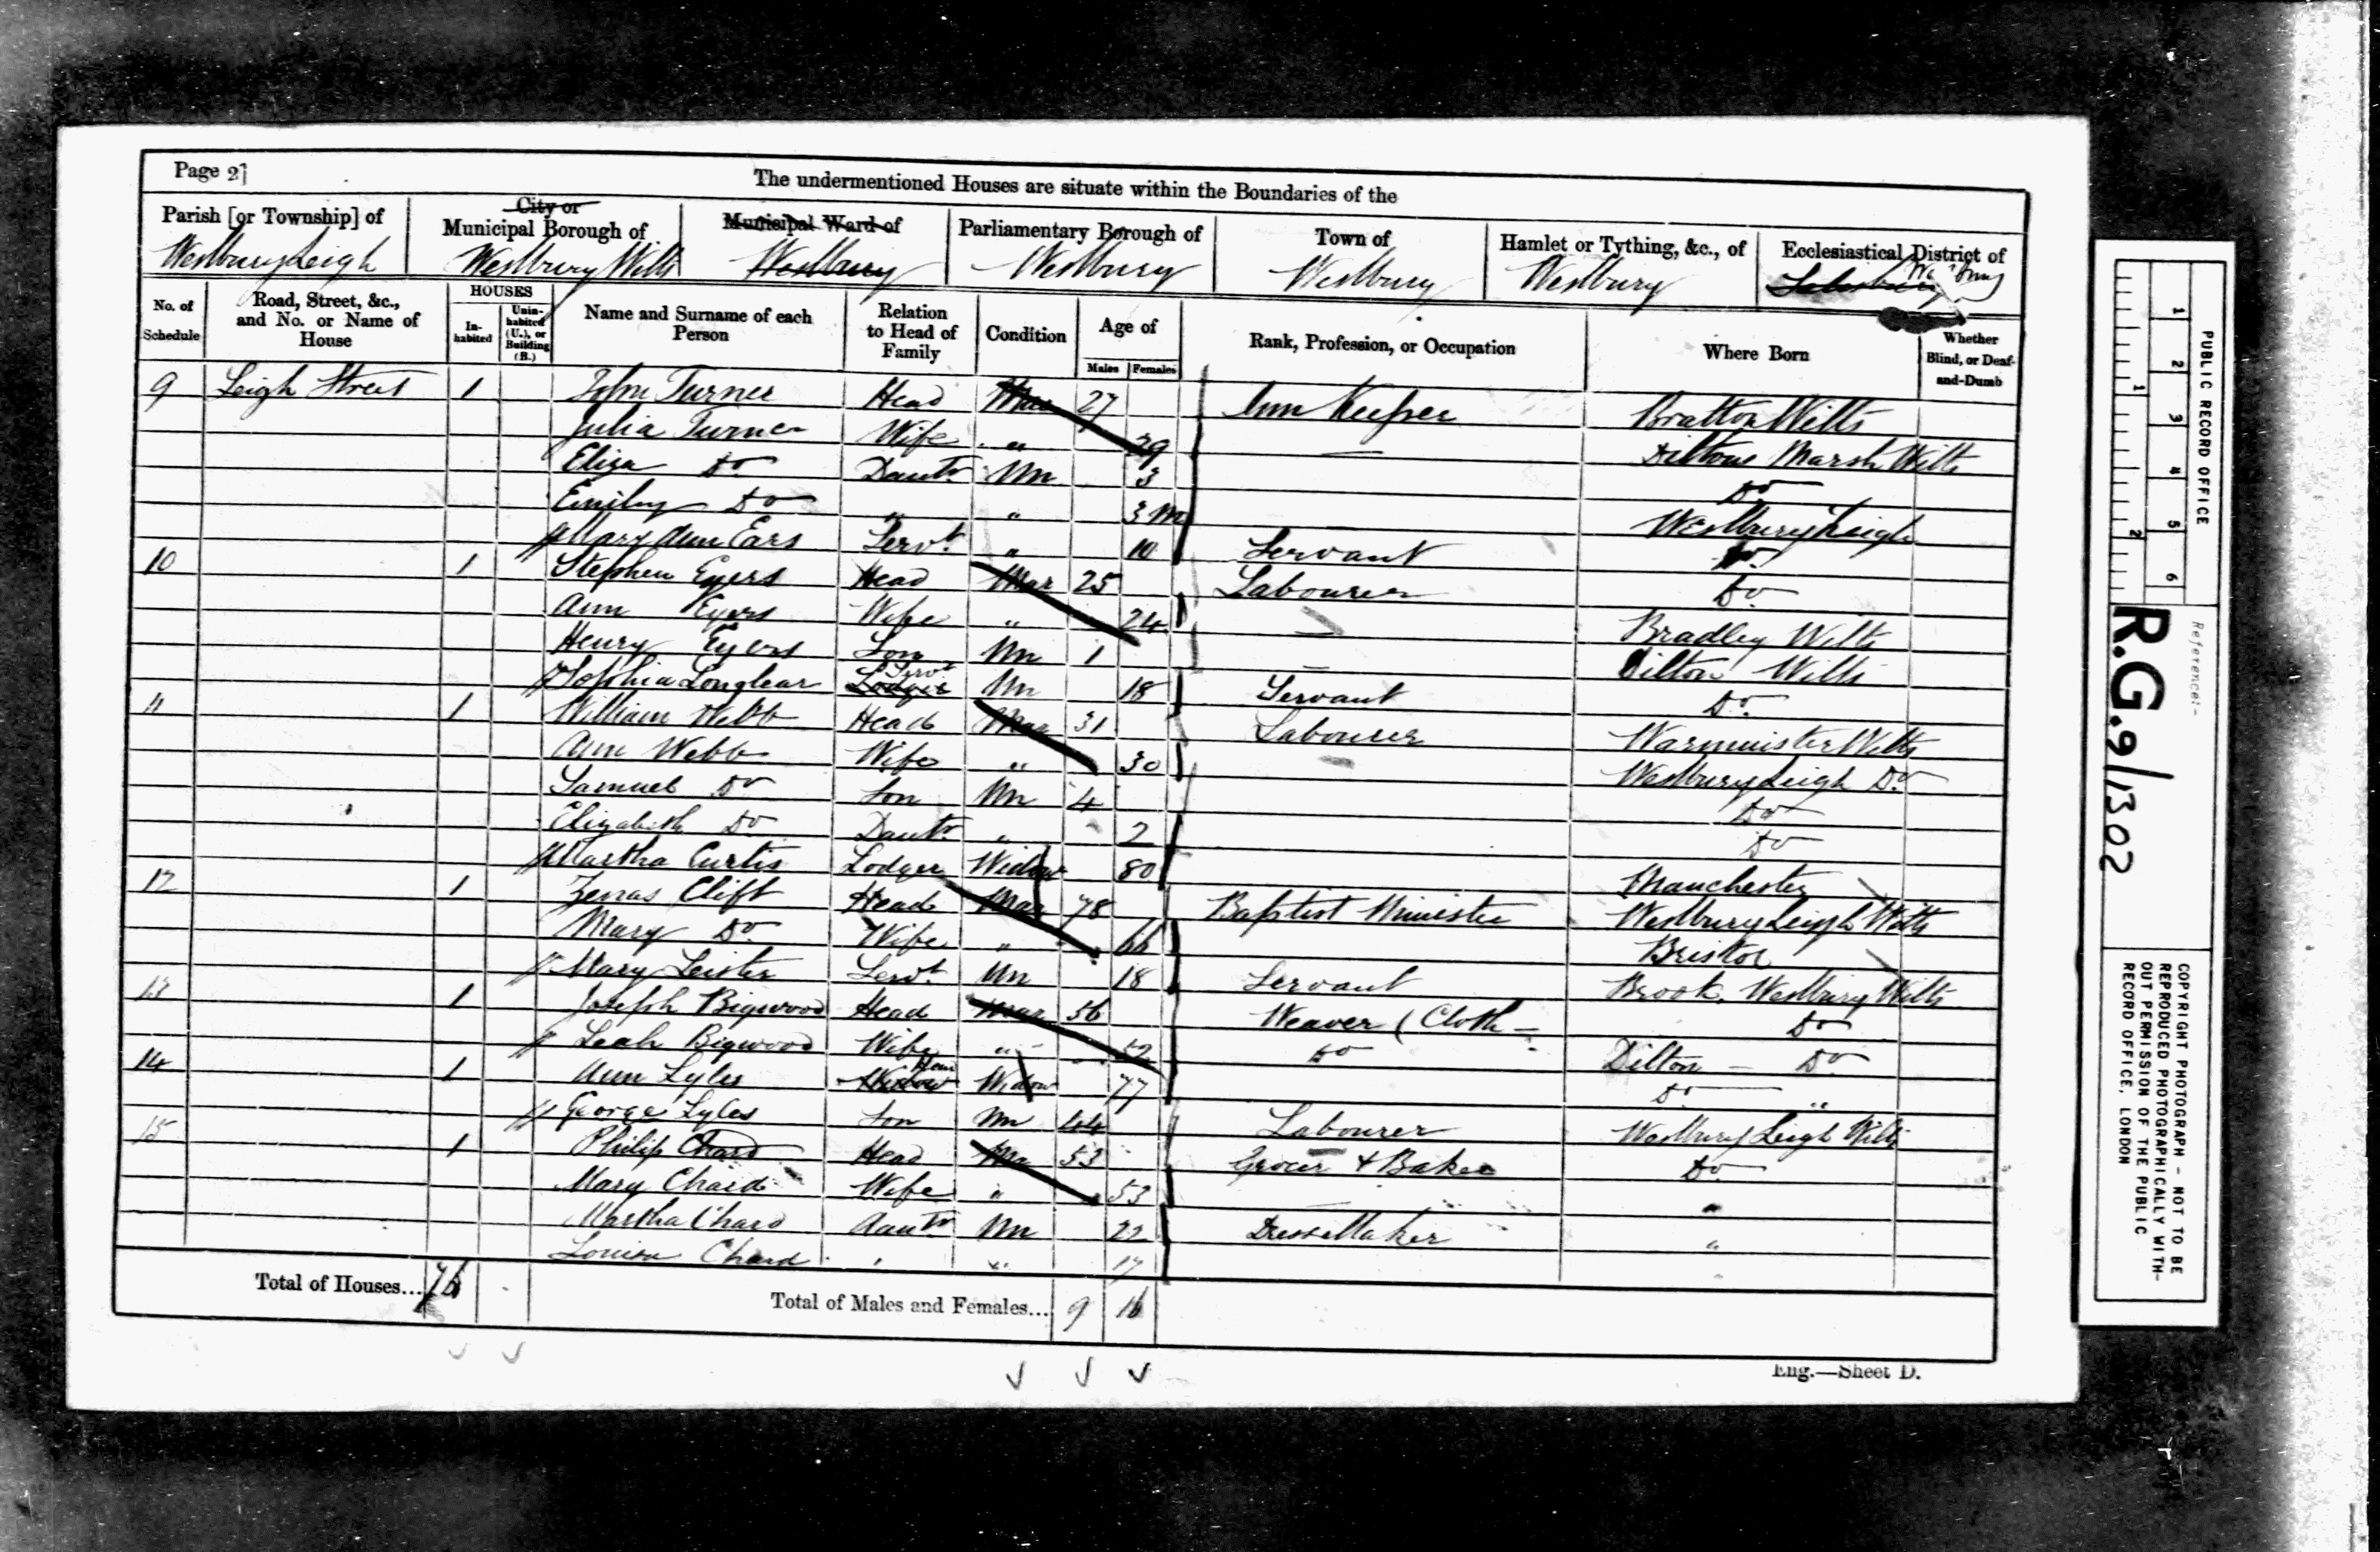 Page 2]
The undermentioned Houses are situate within the Boundaries of the
Parish [or Township] of City or Municipal Borough of Municipal Ward of Parliamentary Borough of Town of Hamlet or Tything, &c., of Ecclesiastical District of
Westbury Leigh Westbury Wilts Westbury Westbury Westbury Westbury Westbury
No. of Schedule Road, Street, &c., and No. or Name of House HOUSES Inhabited Uninhabited (U.), or Building (B.) Name and Surname of each Person Relation to Head of Family Condition Age of Males Females Rank, Profession, or Occupation Where Born Whether Blind, or Deaf-and-Dumb
9 Leigh Street 1 John Turner Head Mar 27 Inn Keeper Bratton Wilts
Julia Turner Wife " 29 — Diltons Marsh Wilts
Eliza Do Daur Un 3 Do
Emiley Do " " 3 M Westbury Leigh
Mary Ann Ears Servt " 10 Servant Do
10 1 Stephen Eyers Head Mar 25 Labourer Do
Ann Eyers Wife " 24 — Bradley Wilts
Henry Eyers Son Un 1 — Dilton Wilts
Sophia Longlear Lodger Servt Un 18 Servant Do
11 1 William Webb Head Mar 31 Labourer Warminster Wilts
Ann Webb Wife " 30 — Westbury Leigh Do
Samuel Do Son Un 4 Do
Elizabeth Do Daur " 2 Do
Martha Curtis Lodger Widow 80 Manchester
12 1 Zenas Clift Head Mar 78 Baptist Minister Westbury Leigh Wilts
Mary Do Wife " 66 Bristol
Mary Leister Servt Un 18 Servant Brook Westbury Wilts
13 1 Joseph Bigwood Head Mar 56 Weaver (Cloth — Do
Leah Bigwood Wife " 52 Do Dilton — Do
14 1 Ann Lyles Widow Head Widow 77 Do "
George Lyles Son Un 44 Labourer Westbury Leigh Wilts
15 1 Philip Chard Head Mar 53 Grocer & Baker Do
Mary Chard Wife " 53 — "
Martha Chard Daur Un 22 Dress Maker "
Louisa Chard " " 17 "
Total of Houses... Total of Males and Females... 9 16
Eng.—Sheet D.
PUBLIC RECORD OFFICE
1 2 3 4 5 6
1 2
Reference:-
R.G. 9/1302
COPYRIGHT PHOTOGRAPH - NOT TO BE
REPRODUCED PHOTOGRAPHICALLY WITH-
OUT PERMISSION OF THE PUBLIC
RECORD OFFICE, LONDON